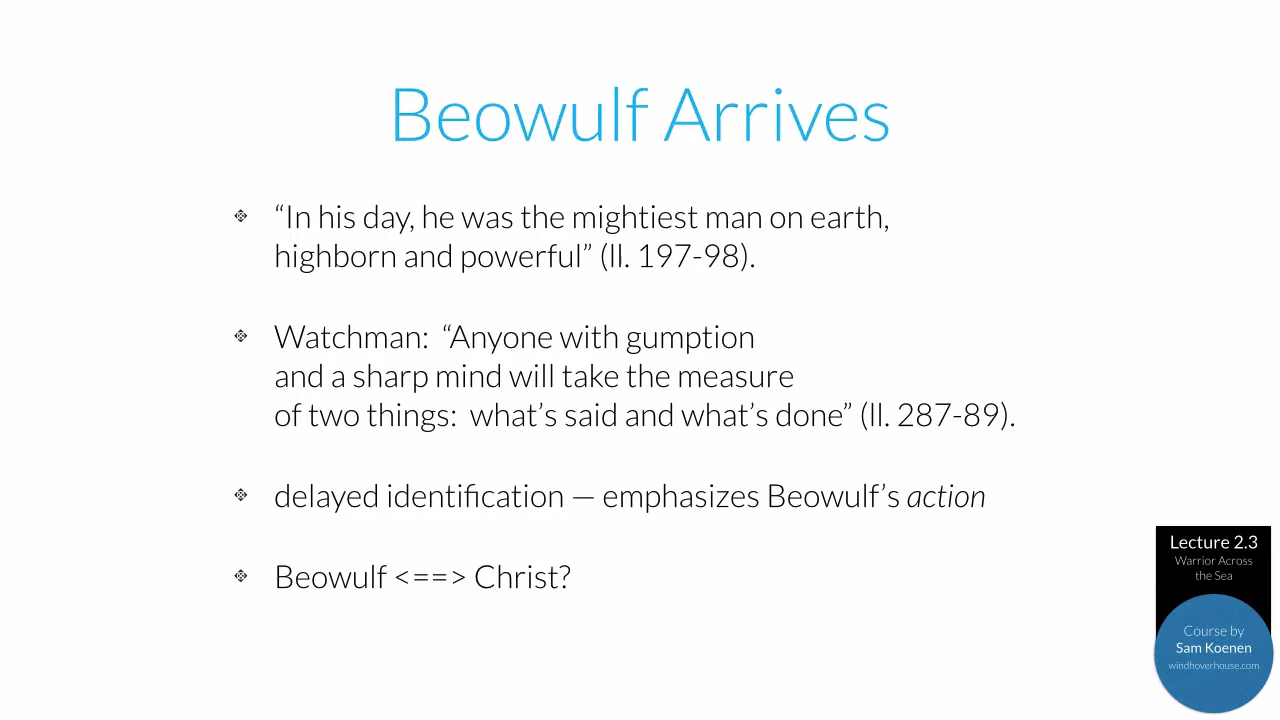 Beowulf Arrives
“In his day, he was the mightiest man on earth,
highborn and powerful” (ll. 197-98).
Watchman:  “Anyone with gumption
and a sharp mind will take the measure
of two things:  what’s said and what’s done” (ll. 287-89).
delayed identification — emphasizes Beowulf’s action
Beowulf <==> Christ?
Lecture 2.3
Warrior Across
the Sea
Course by
Sam Koenen
windhoverhouse.com